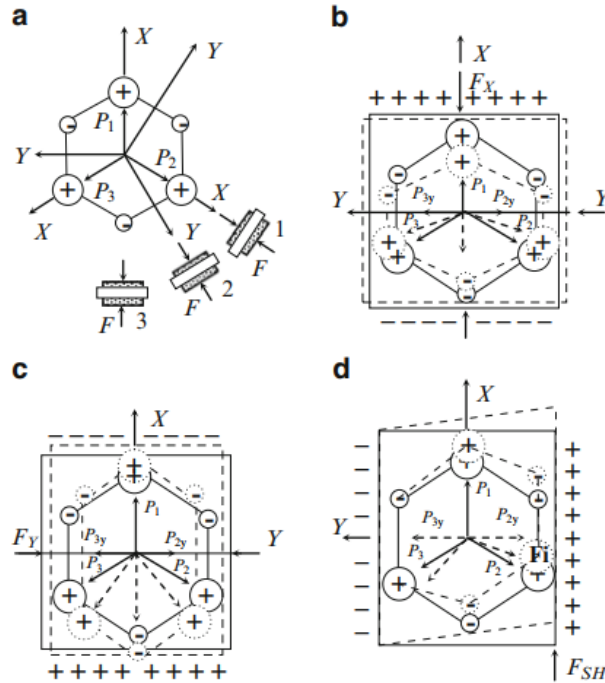 a
X
Y
+
-
-
P1
Y
P2
+
P3
+
X
-
X
Y
1
2
3
F
F
F
b
X
FX
+ + + + + + + + +
+
+
-
-
-
-
P1
Y
P3y
P2y
Y
P3
P2
+
+
+
+
-
-
– – – – – – – – –
c
X
– – – – – – – – –
+
+
-
-
-
-
P1
FY
P3y
P2y
Y
P3
P2
+
+
+
+
-
-
+ + + + + + + + +
d
X
+
-
-
P1
Y
P3y
P2y
Fi
P3
P2
+
-
-
FSH